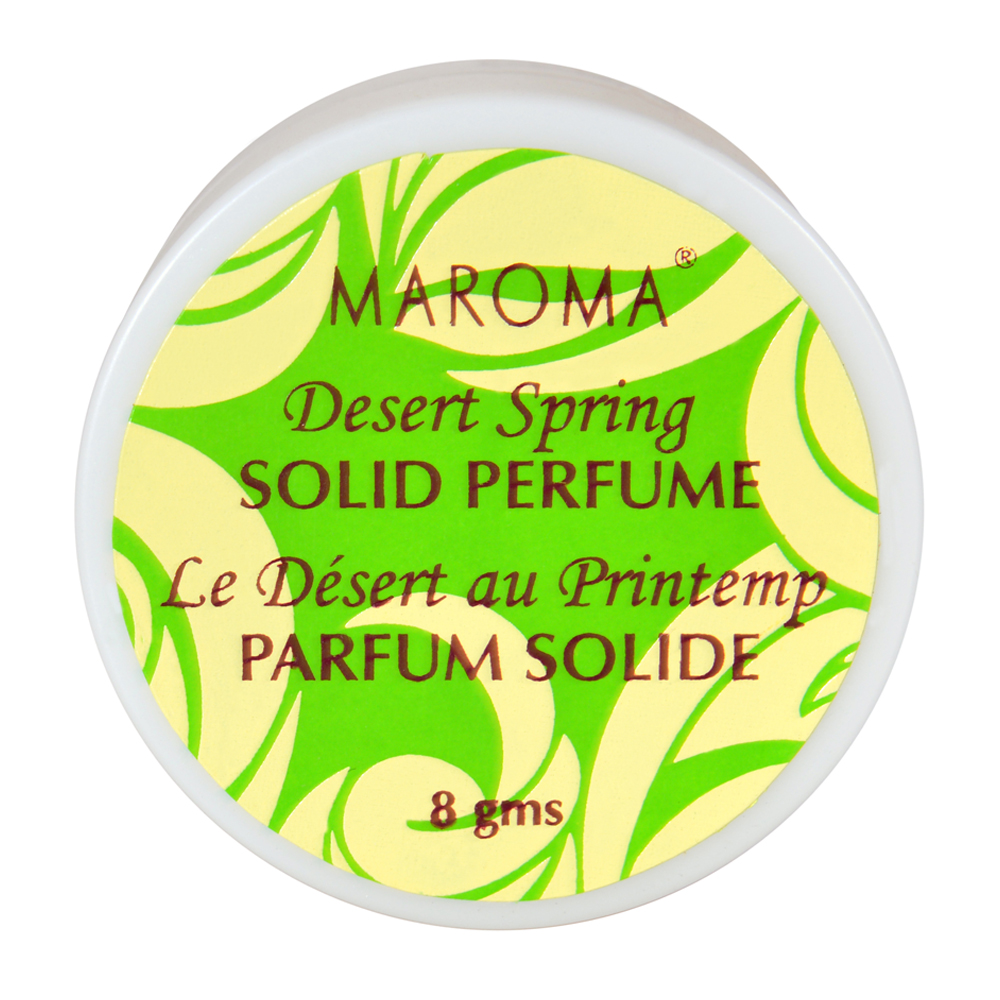 MAROMA®
Desert Spring
SOLID PERFUME
Le Désert au Printemp
PARFUM SOLIDE
8 gms